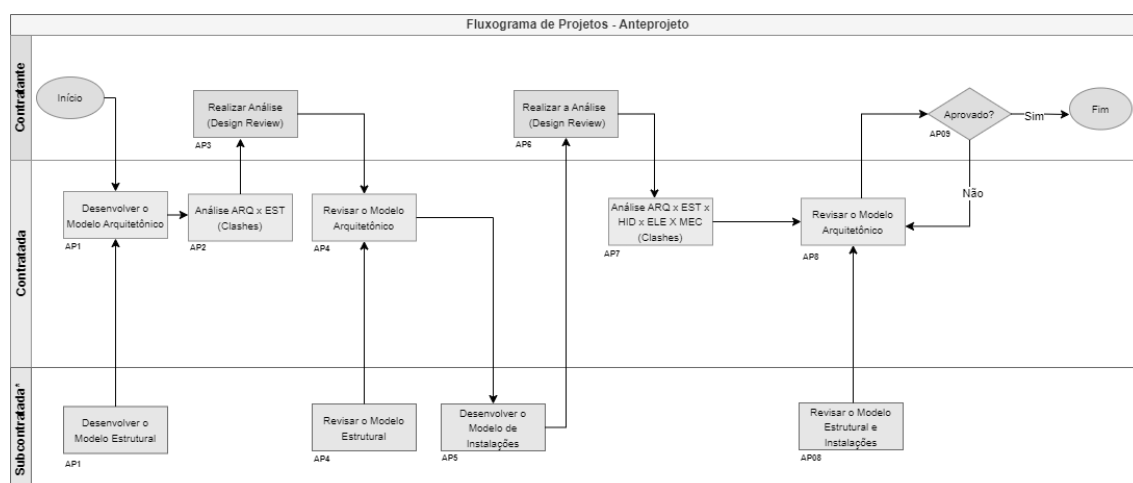 Fluxograma de Projetos - Anteprojeto
Contratante
Início
Realizar Análise
(Design Review)
AP3
Realizar a Análise
(Design Review)
AP6
Aprovado?
AP09
Sim
Fim
Não
Contratada
Desenvolver o
Modelo Arquitetônico
AP1
Análise ARQ x EST
(Clashes)
AP2
Revisar o Modelo
Arquitetônico
AP4
Análise ARQ x EST x
HID x ELE X MEC
(Clashes)
AP7
Revisar o Modelo
Arquitetônico
AP8
Subcontratada*
Desenvolver o
Modelo Estrutural
AP1
Revisar o Modelo
Estrutural
AP4
Desenvolver o
Modelo de
Instalações
AP5
Revisar o Modelo
Estrutural e
Instalações
AP08